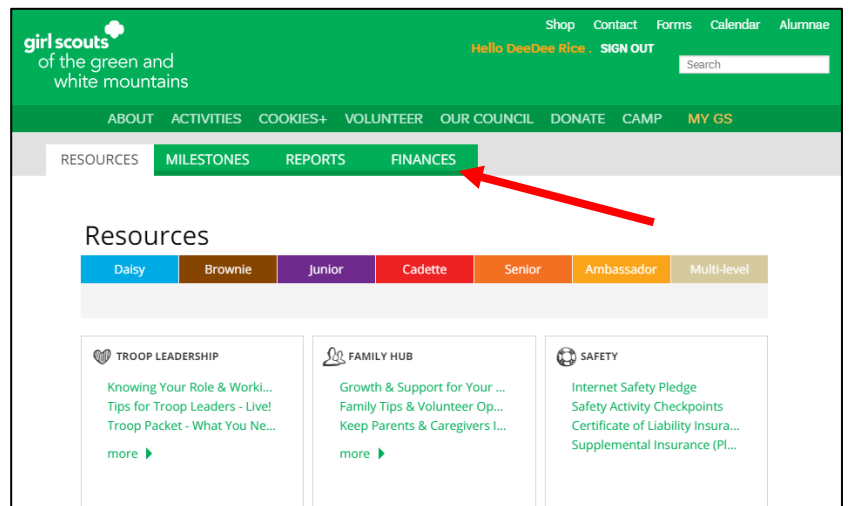 Shop Contact Forms Calendar Alumnae
girl scouts
of the green and
white mountains
Hello DeeDee Rice . SIGN OUT
Search
ABOUT ACTIVITIES COOKIES+ VOLUNTEER OUR COUNCIL DONATE CAMP MY GS
RESOURCES MILESTONES REPORTS FINANCES
Resources
Daisy Brownie Junior Cadette Senior Ambassador Multi-level
TROOP LEADERSHIP
Knowing Your Role & Worki...
Tips for Troop Leaders - Live!
Troop Packet - What You Ne...
more
FAMILY HUB
Growth & Support for Your ...
Family Tips & Volunteer Op...
Keep Parents & Caregivers I...
more
SAFETY
Internet Safety Pledge
Safety Activity Checkpoints
Certificate of Liability Insura...
Supplemental Insurance (Pl...